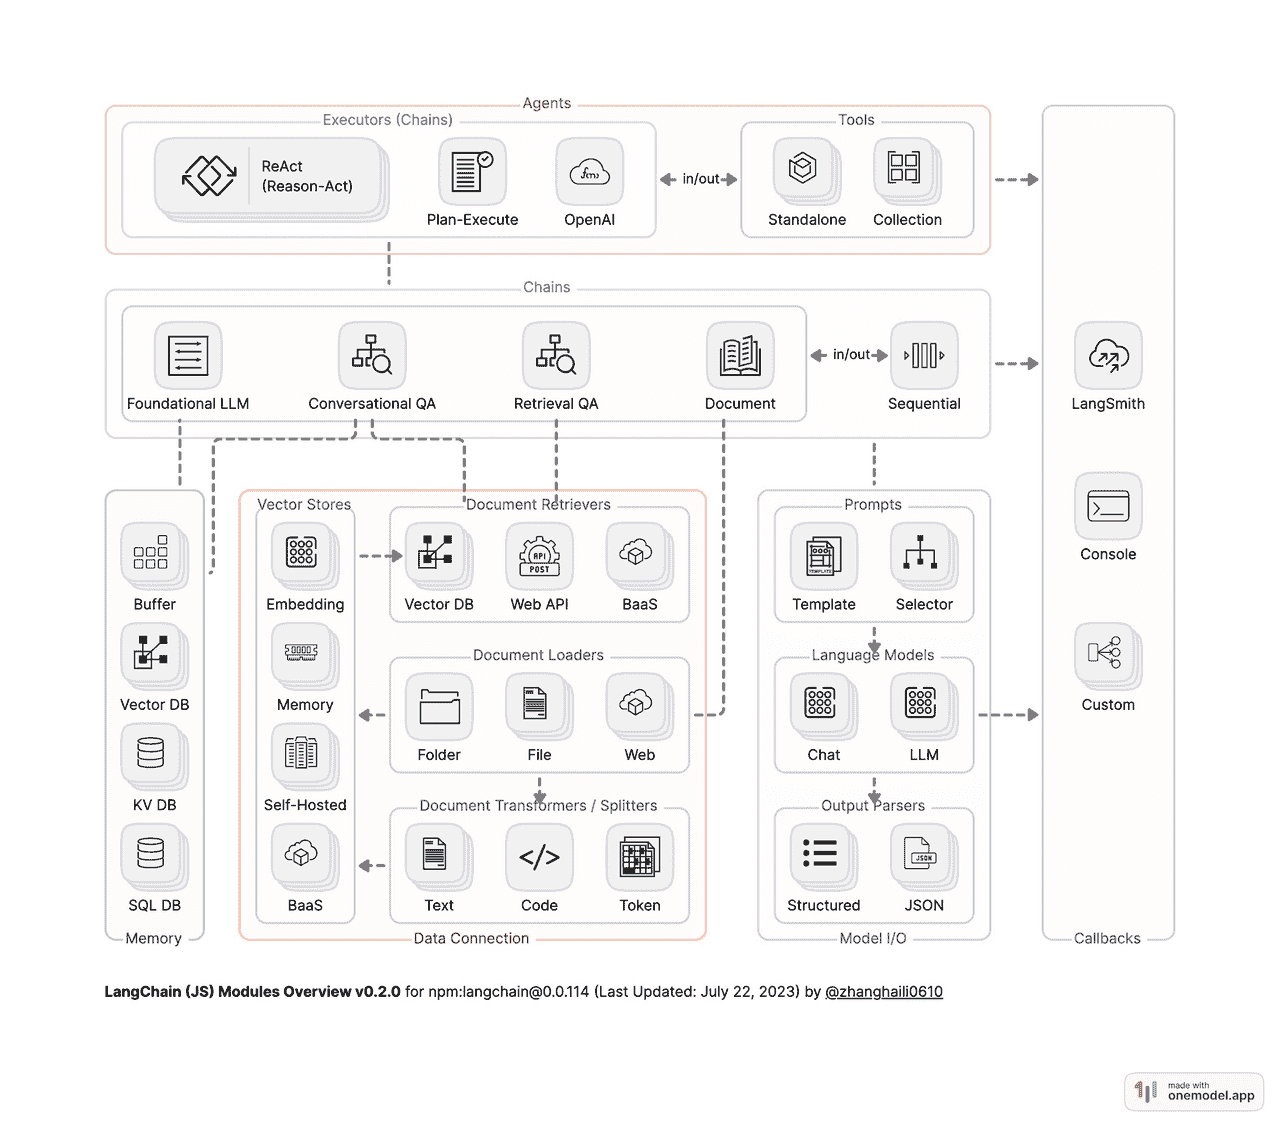 Agents
Executors (Chains)
Tools
ReAct
(Reason-Act)
Plan-Execute
OpenAI
in/out
Standalone
Collection
Chains
Foundational LLM
Conversational QA
Retrieval QA
Document
in/out
Sequential
LangSmith
Console
Custom
Callbacks
Buffer
Vector DB
KV DB
SQL DB
Memory
Vector Stores
Embedding
Memory
Self-Hosted
BaaS
Document Retrievers
Vector DB
API
POST
Web API
BaaS
Document Loaders
Folder
File
Web
Document Transformers / Splitters
Text
</>
Code
Token
Data Connection
Prompts
TEMPLATE
Template
Selector
Language Models
Chat
LLM
Output Parsers
Structured
JSON
JSON
Model I/O
LangChain (JS) Modules Overview v0.2.0 for npm:langchain@0.0.114 (Last Updated: July 22, 2023) by @zhanghaili0610
made with
onemodel.app